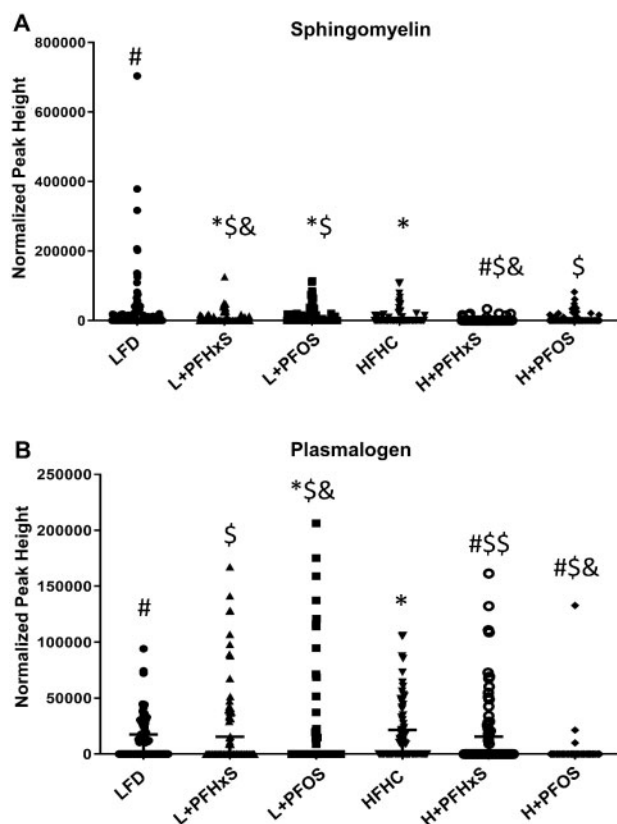 A
Sphingomyelin
Normalized Peak Height
800000
600000
400000
200000
0
#
*$&
*$
*
#$&
$
LFD
L+PFHxS
L+PFOS
HFHC
H+PFHxS
H+PFOS
B
Plasmalogen
Normalized Peak Height
250000
200000
150000
100000
50000
0
#
$
*$&
*
#$$
#$&
LFD
L+PFHxS
L+PFOS
HFHC
H+PFHxS
H+PFOS